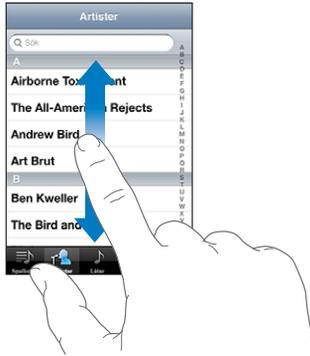 Artister
Sök
A
Airborne Tox ent
The All-American Rejects
Andrew Bird
Art Brut
B
Ben Kweller
The Bird and
A
B
C
D
E
F
G
H
I
J
K
L
M
N
O
P
Q
R
S
T
U
V
W
X
Låtar